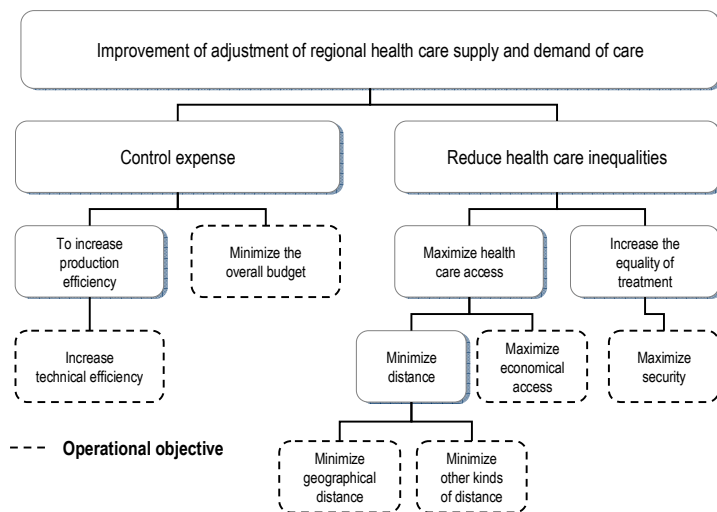 Improvement of adjustment of regional health care supply and demand of care
Control expense
Reduce health care inequalities
To increase
production
efficiency
Minimize the
overall budget
Maximize health
care access
Increase the
equality of
treatment
Increase
technical efficiency
Minimize
distance
Maximize
economical
access
Maximize
security
Operational objective
Minimize
geographical
distance
Minimize
other kinds
of distance